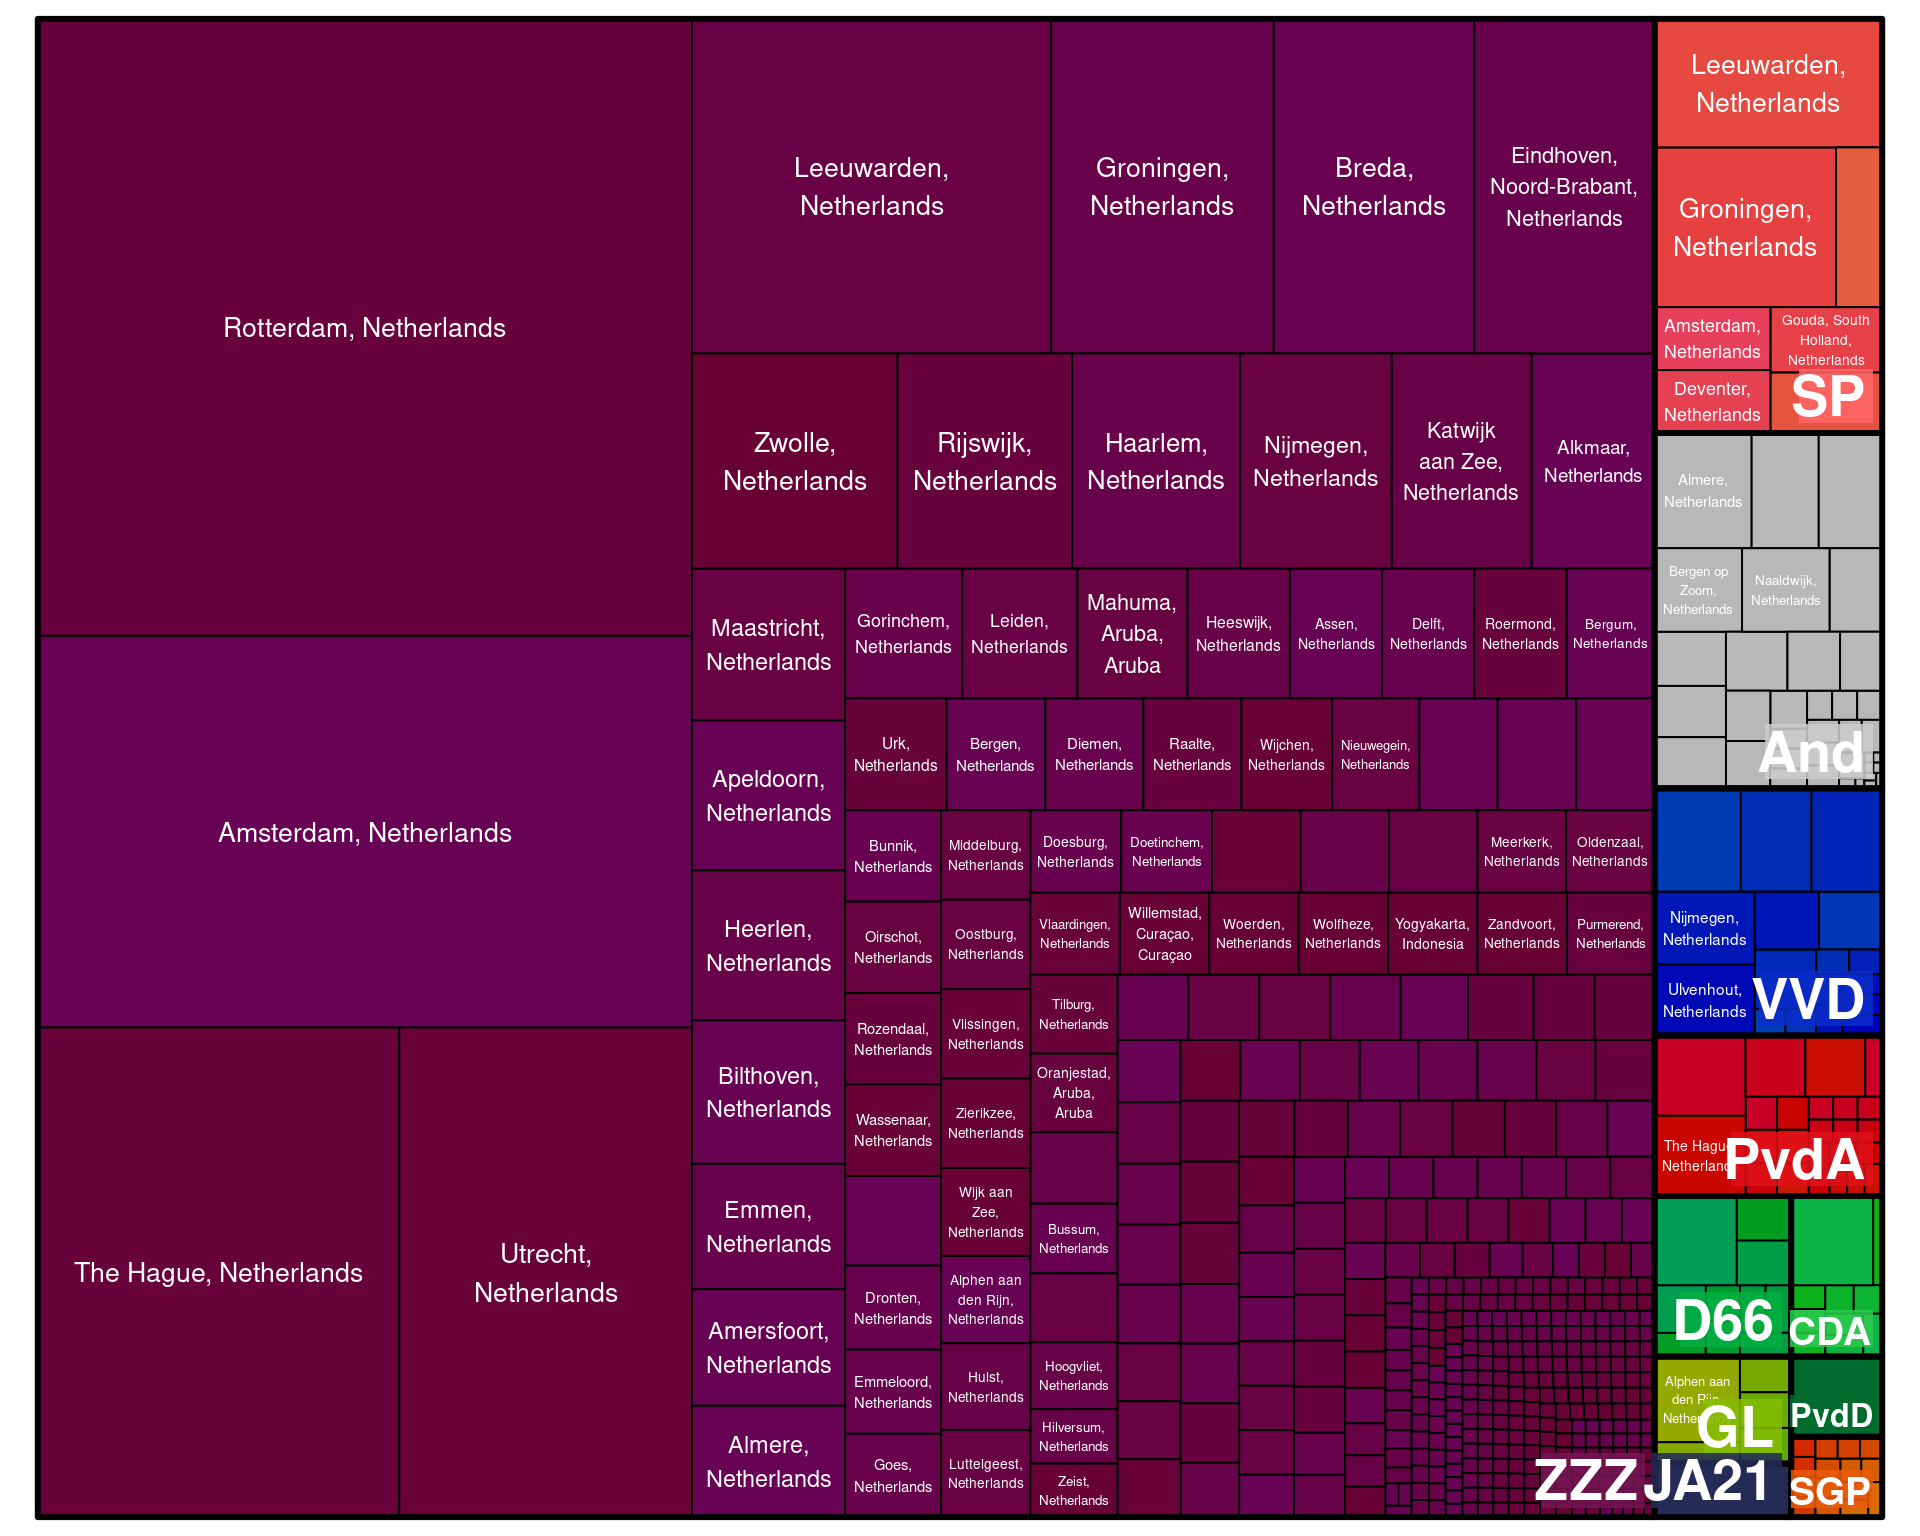 Rotterdam, Netherlands
Amsterdam, Netherlands
The Hague, Netherlands
Utrecht,
Netherlands
Leeuwarden,
Netherlands
Groningen,
Netherlands
Breda,
Netherlands
Eindhoven,
Noord-Brabant,
Netherlands
Zwolle,
Netherlands
Rijswijk,
Netherlands
Haarlem,
Netherlands
Nijmegen,
Netherlands
Katwijk
aan Zee,
Netherlands
Alkmaar,
Netherlands
Maastricht,
Netherlands
Apeldoorn,
Netherlands
Heerlen,
Netherlands
Bilthoven,
Netherlands
Emmen,
Netherlands
Amersfoort,
Netherlands
Almere,
Netherlands
Gorinchem,
Netherlands
Leiden,
Netherlands
Mahuma,
Aruba,
Aruba
Heeswijk,
Netherlands
Assen,
Netherlands
Delft,
Netherlands
Roermond,
Netherlands
Bergum,
Netherlands
Urk,
Netherlands
Bergen,
Netherlands
Diemen,
Netherlands
Raalte,
Netherlands
Wijchen,
Netherlands
Nieuwegein,
Netherlands
Bunnik,
Netherlands
Oirschot,
Netherlands
Rozendaal,
Netherlands
Wassenaar,
Netherlands
Dronten,
Netherlands
Emmeloord,
Netherlands
Goes,
Netherlands
Middelburg,
Netherlands
Oostburg,
Netherlands
Vlissingen,
Netherlands
Zierikzee,
Netherlands
Wijk aan
Zee,
Netherlands
Alphen aan
den Rijn,
Netherlands
Hulst,
Netherlands
Luttelgeest,
Netherlands
Doesburg,
Netherlands
Doetinchem,
Netherlands
Meerkerk,
Netherlands
Oldenzaal,
Netherlands
Vlaardingen,
Netherlands
Willemstad,
Curaçao,
Curaçao
Woerden,
Netherlands
Wolfheze,
Netherlands
Yogyakarta,
Indonesia
Zandvoort,
Netherlands
Purmerend,
Netherlands
Tilburg,
Netherlands
Oranjestad,
Aruba,
Aruba
Bussum,
Netherlands
Hoogvliet,
Netherlands
Hilversum,
Netherlands
Zeist,
Netherlands
ZZZ
Leeuwarden,
Netherlands
Groningen,
Netherlands
Amsterdam,
Netherlands
Gouda, South
Holland,
Netherlands
Deventer,
Netherlands
SP
Almere,
Netherlands
Bergen op
Zoom,
Netherlands
Naaldwijk,
Netherlands
And
Nijmegen,
Netherlands
Ulvenhout,
Netherlands
VVD
The Hague,
Netherlands
PvdA
D66
CDA
Alphen aan
den Rijn,
Netherlands
GL
PvdD
JA21
SGP